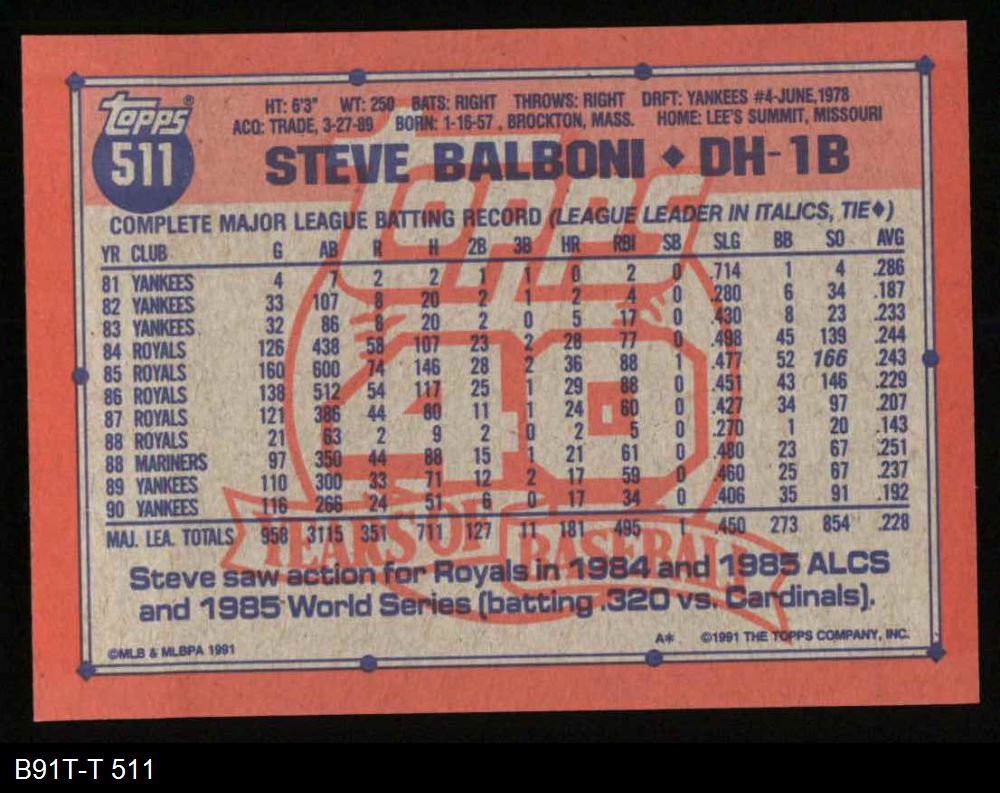 topps®
511
HT: 6'3" WT: 250 BATS: RIGHT THROWS: RIGHT DRFT: YANKEES #4-JUNE, 1978
ACQ: TRADE, 3-27-89 BORN: 1-16-57, BROCKTON, MASS. HOME: LEE'S SUMMIT, MISSOURI
STEVE BALBONI ♦ DH-1B
COMPLETE MAJOR LEAGUE BATTING RECORD (LEAGUE LEADER IN ITALICS, TIE♦)
YR CLUB G AB R H 2B 3B HR RBI SB SLG BB SO AVG
81 YANKEES 4 7 2 2 1 1 0 2 0 .714 1 4 .286
82 YANKEES 33 107 8 20 2 1 2 4 0 .280 6 34 .187
83 YANKEES 32 86 8 20 2 0 5 17 0 .430 8 23 .233
84 ROYALS 126 438 58 107 23 2 28 77 0 .498 45 139 .244
85 ROYALS 160 600 74 146 28 2 36 88 1 .477 52 166 .243
86 ROYALS 138 512 54 117 25 1 29 88 0 .451 43 146 .229
87 ROYALS 121 386 44 80 11 1 24 60 0 .427 34 97 .207
88 ROYALS 21 63 2 9 2 0 2 5 0 .270 1 20 .143
88 MARINERS 97 350 44 88 15 1 21 61 0 .480 23 67 .251
89 YANKEES 110 300 33 71 12 2 17 59 0 .460 25 67 .237
90 YANKEES 116 266 24 51 6 0 17 34 0 .406 35 91 .192
MAJ. LEA. TOTALS 958 3115 351 711 127 11 181 495 1 .450 273 854 .228
topps
40
YEARS OF BASEBALL
Steve saw action for Royals in 1984 and 1985 ALCS
and 1985 World Series (batting .320 vs. Cardinals).
©MLB & MLBPA 1991
A* ©1991 THE TOPPS COMPANY, INC.
B91T-T 511